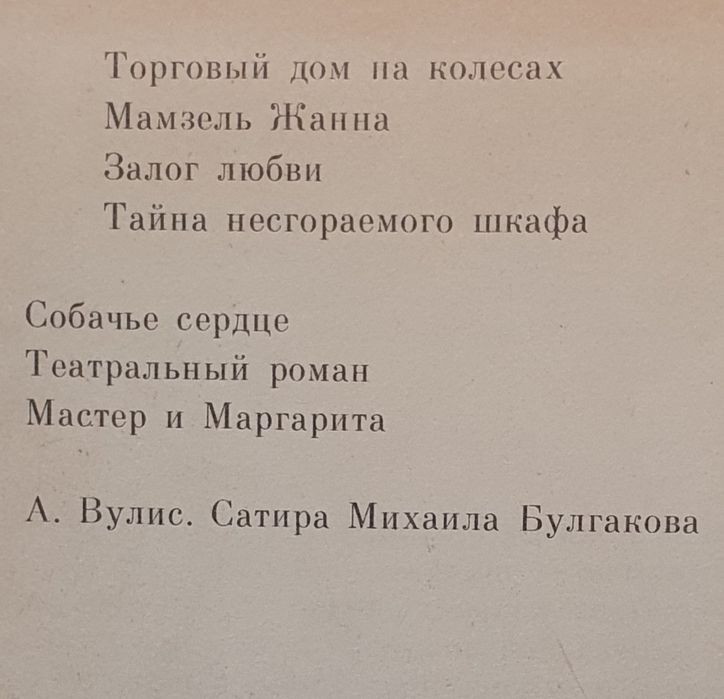 Торговый дом на колесах
Мамзель Жанна
Залог любви
Тайна несгораемого шкафа
Собачье сердце
Театральный роман
Мастер и Маргарита
А. Вулис. Сатира Михаила Булгакова